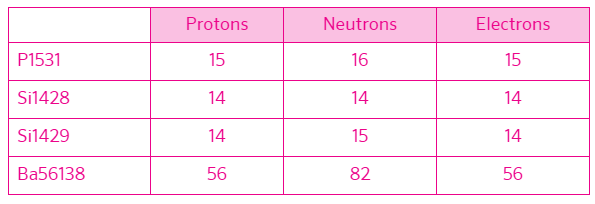 Protons Neutrons Electrons
P1531 15 16 15
Si1428 14 14 14
Si1429 14 15 14
Ba56138 56 82 56